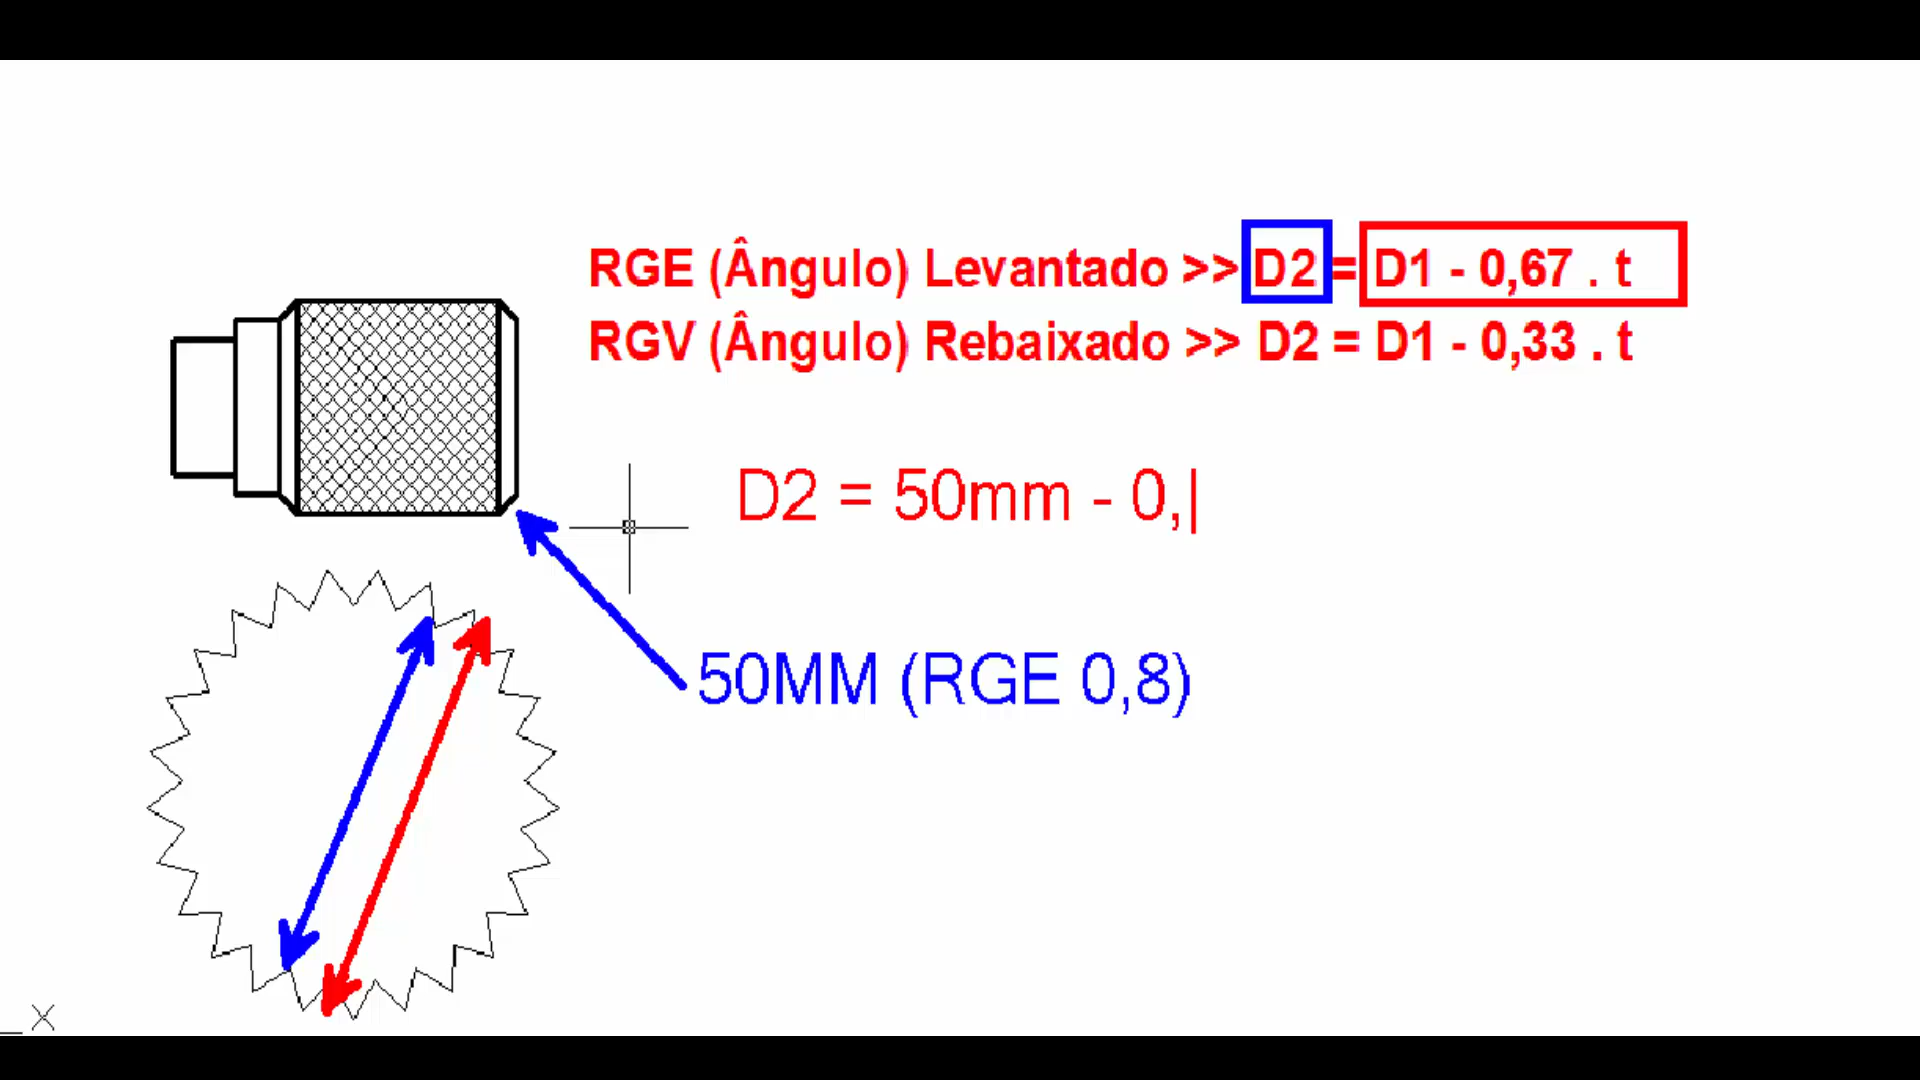 RGE (Ângulo) Levantado >> D2 = D1 - 0,67 . t
RGV (Ângulo) Rebaixado >> D2 = D1 - 0,33 . t
D2 = 50mm - 0,
50MM (RGE 0,8)
X